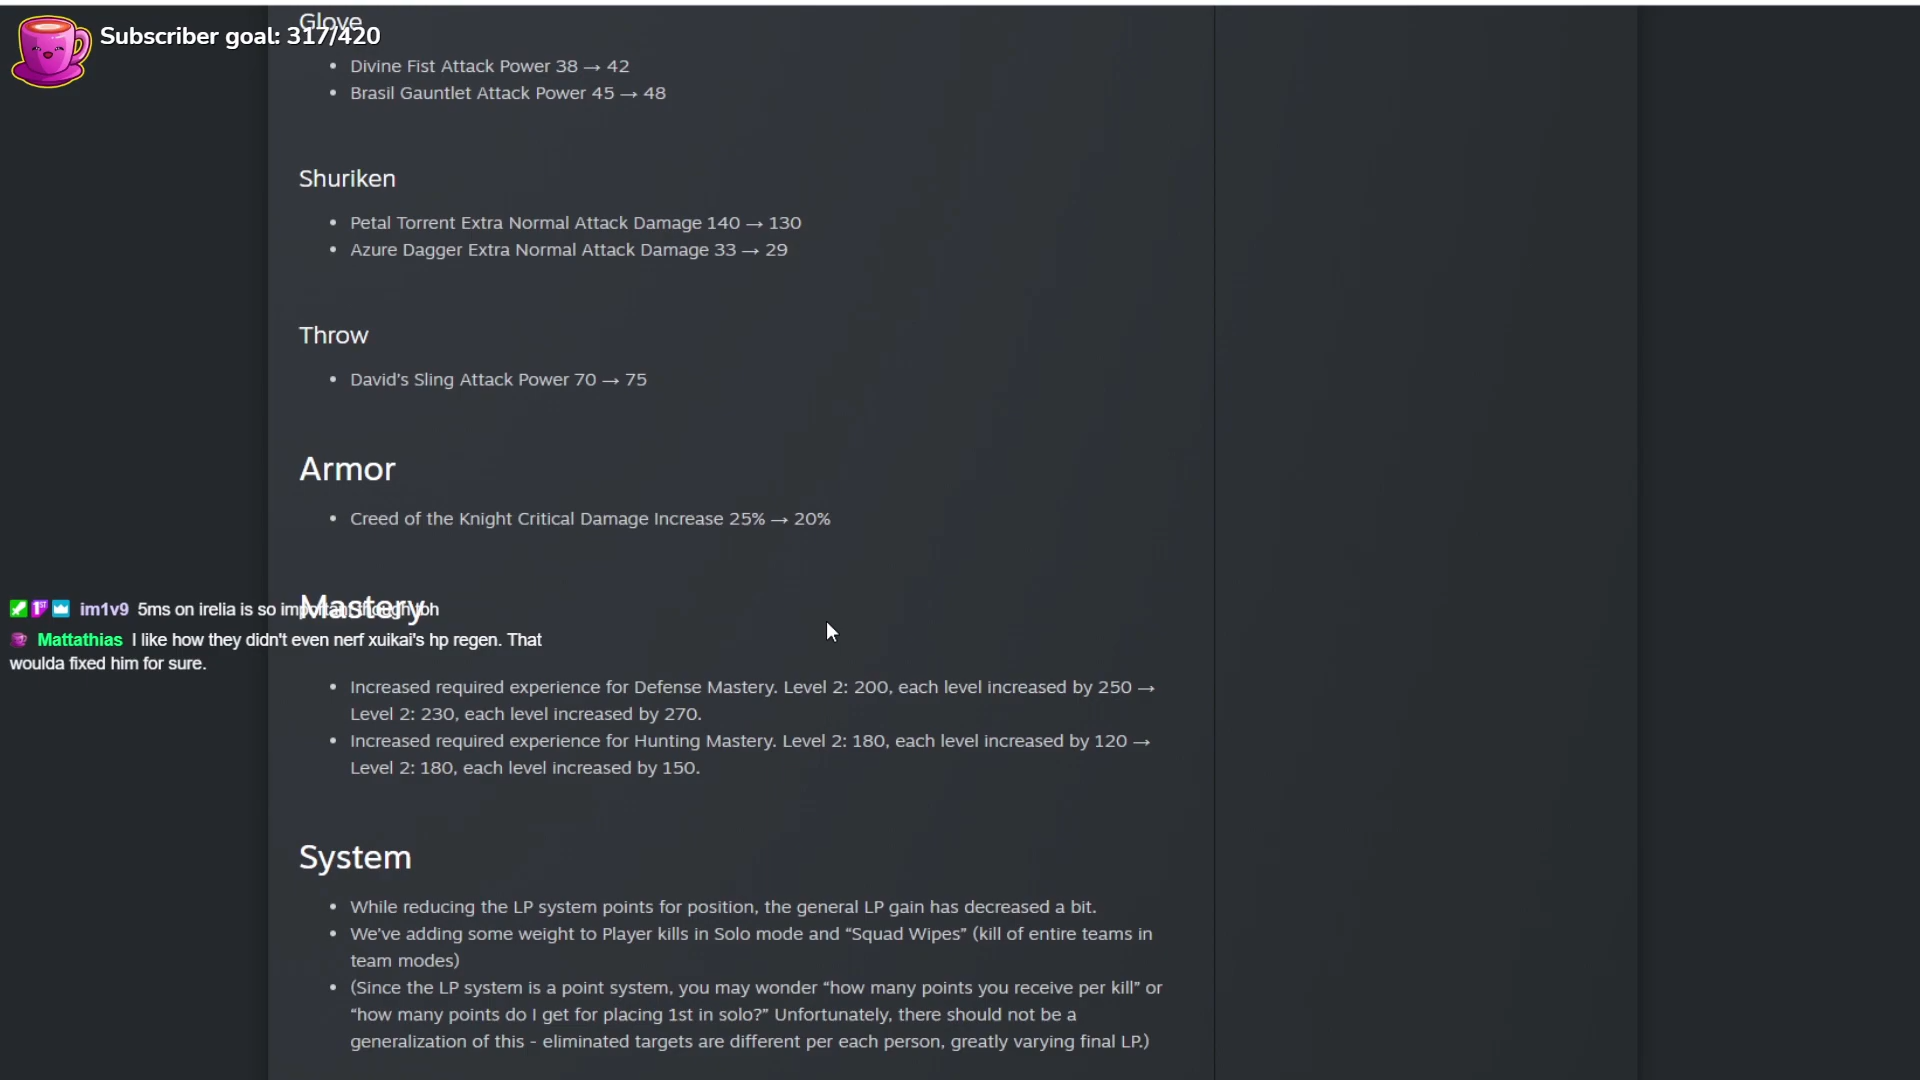 Glove
Subscriber goal: 317/420
Divine Fist Attack Power 38 → 42
Brasil Gauntlet Attack Power 45 → 48
Shuriken
Petal Torrent Extra Normal Attack Damage 140 → 130
Azure Dagger Extra Normal Attack Damage 33 → 29
Throw
David's Sling Attack Power 70 → 75
Armor
Creed of the Knight Critical Damage Increase 25% → 20%
Mastery
im1v9 5ms on irelia is so important though tbh
Mattathias I like how they didn't even nerf xuikai's hp regen. That
woulda fixed him for sure.
Increased required experience for Defense Mastery. Level 2: 200, each level increased by 250 →
Level 2: 230, each level increased by 270.
Increased required experience for Hunting Mastery. Level 2: 180, each level increased by 120 →
Level 2: 180, each level increased by 150.
System
While reducing the LP system points for position, the general LP gain has decreased a bit.
We've adding some weight to Player kills in Solo mode and “Squad Wipes” (kill of entire teams in
team modes)
(Since the LP system is a point system, you may wonder “how many points you receive per kill” or
“how many points do I get for placing 1st in solo?” Unfortunately, there should not be a
generalization of this - eliminated targets are different per each person, greatly varying final LP.)